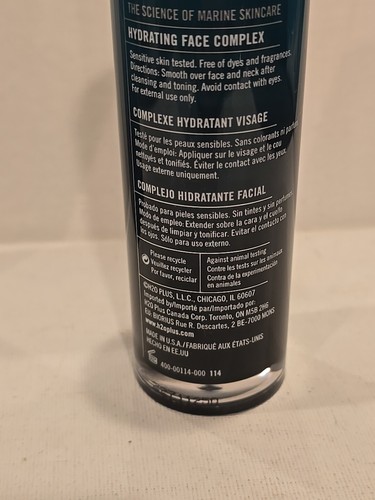 THE SCIENCE OF MARINE SKINCARE
HYDRATING FACE COMPLEX
Sensitive skin tested. Free of dyes and fragrances.
Directions: Smooth over face and neck after
cleansing and toning. Avoid contact with eyes.
For external use only.
COMPLEXE HYDRATANT VISAGE
Testé pour les peaux sensibles. Sans colorants ni
Mode d'emploi: Appliquer sur le visage et le cou
nettoyés et tonifiés. Éviter le contact avec les yeux.
Usage externe uniquement.
COMPLEJO HIDRATANTE FACIAL
Probado para pieles sensibles. Sin tintes y sin
Modo de empleo: Extender sobre la cara y el cuello
después de limpiar y tonificar. Evitar el contacto con
los ojos. Sólo para uso externo.
Please recycle
Veuillez recycler
Por favor, reciclar
Against animal testing
Contre les tests sur les animaux
Contra de la experimentación
en animales
©H2O PLUS, L.L.C., CHICAGO, IL 60607
Imported by/Importé par/Importado por:
H2O Plus Canada Corp. Toronto, ON M5B 2H6
EU: BIORIUS Rue R. Descartes, 2 BE-7000 MONS
www.h2oplus.com
MADE IN U.S.A./FABRIQUÉ AUX ÉTATS-UNIS
HECHO EN EE.UU
400-00114-000 114